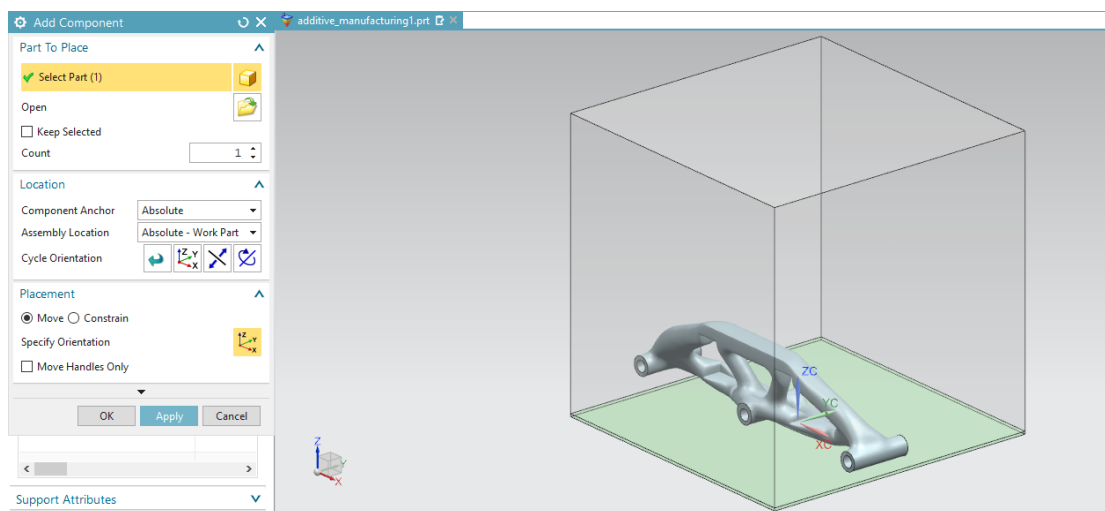 Add Component
additive_manufacturing1.prt
Part To Place
Select Part (1)
Open
Keep Selected
Count 1
Location
Component Anchor Absolute
Assembly Location Absolute - Work Part
Cycle Orientation Z Y X
Placement
Move Constrain
Specify Orientation Z Y X
Move Handles Only
OK Apply Cancel
Support Attributes
ZC
YC
XC
Z
Y
X